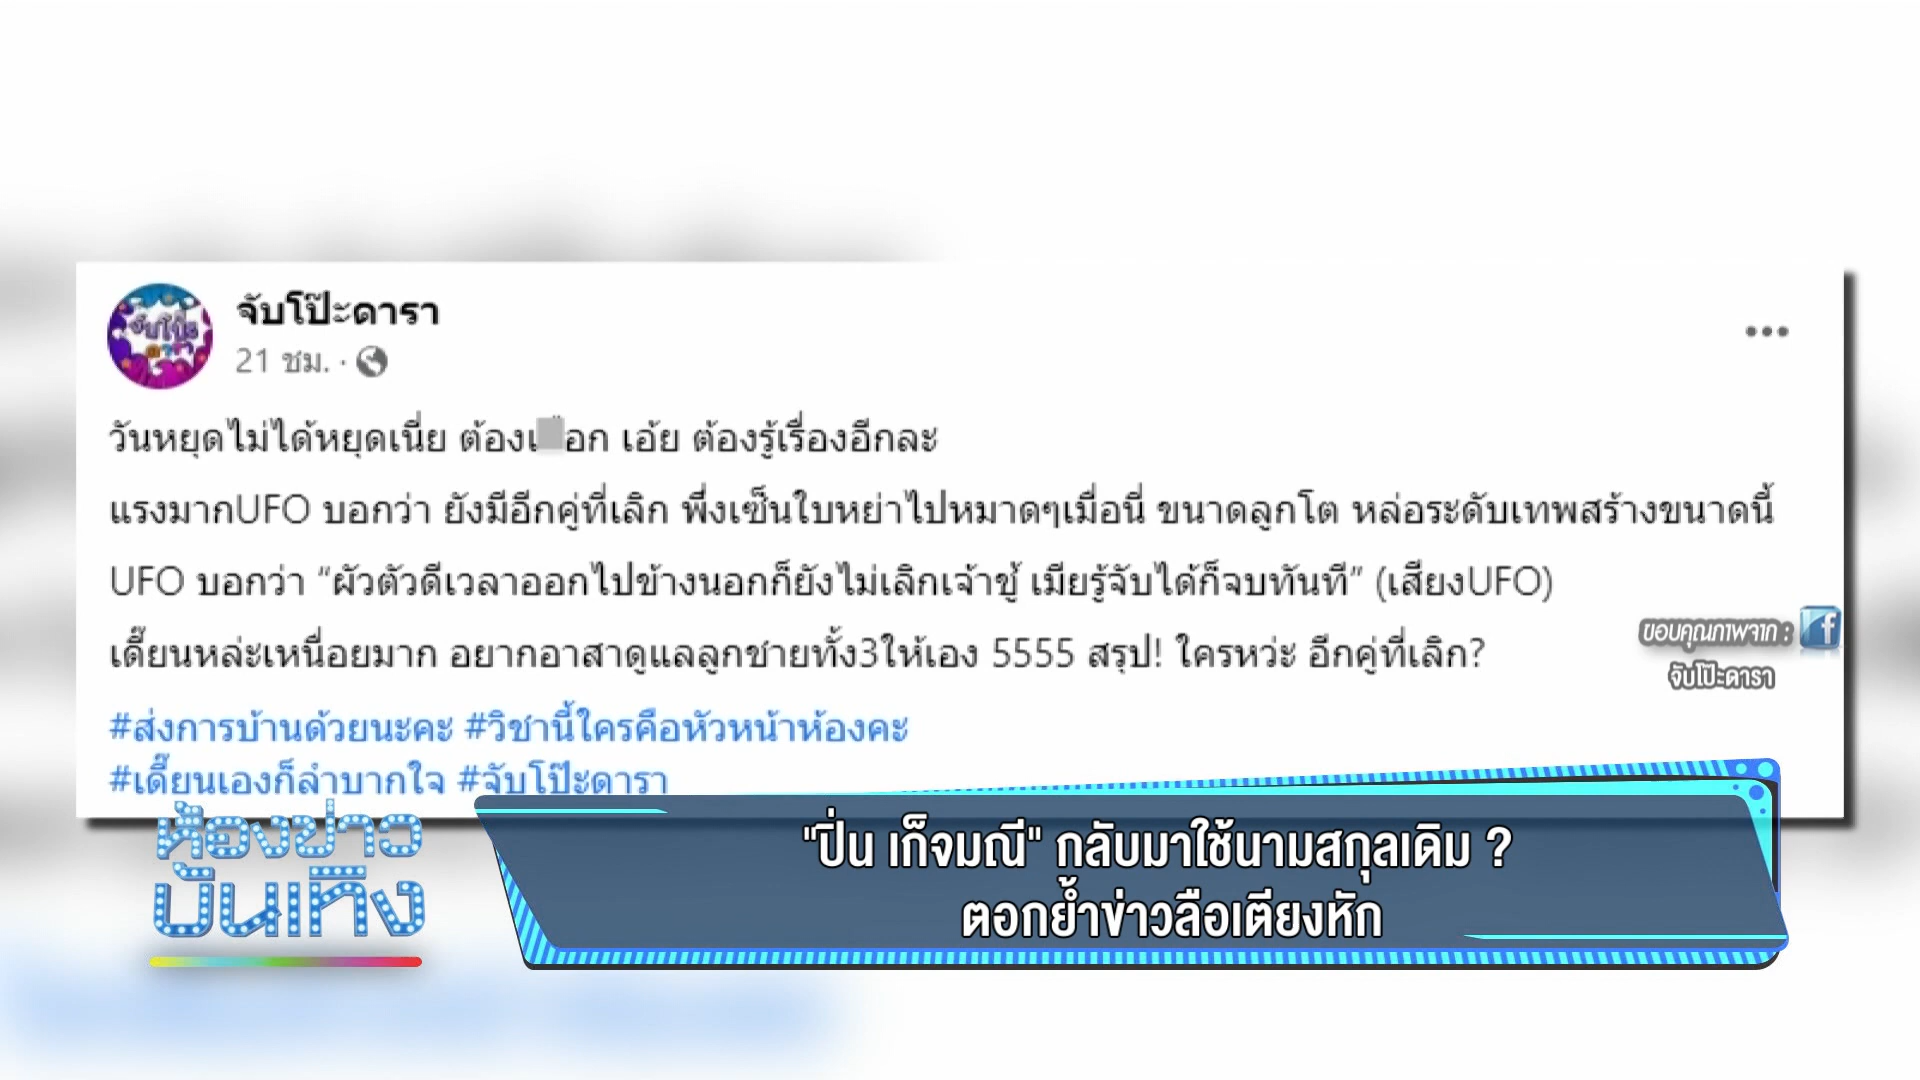 จับโป๊ะดารา
21 ชม. ·
วันหยุดไม่ได้หยุดเนี่ย ต้อง เอ้ย ต้องรู้เรื่องอีกละ
แรงมากUFO บอกว่า ยังมีอีกคู่ที่เลิก พึ่งเซ็นใบหย่าไปหมาดๆเมื่อนี่ ขนาดลูกโต หล่อระดับเทพสร้างขนาดนี้
UFO บอกว่า “ผัวตัวดีเวลาออกไปข้างนอกก็ยังไม่เลิกเจ้าชู้ เมียรู้จับได้ก็จบทันที” (เสียงUFO)
เดี๊ยนหล่ะเหนื่อยมาก อยากอาสาดูแลลูกชายทั้ง3ให้เอง 5555 สรุป! ใครหว่ะ อีกคู่ที่เลิก?
#ส่งการบ้านด้วยนะคะ #วิชานี้ใครคือหัวหน้าห้องคะ
#เดี๊ยนเองก็ลำบากใจ #จับโป๊ะดารา
ขอบคุณภาพจาก :
จับโป๊ะดารา
ห้องข่าว
บันเทิง
"ปิ่น เก็จมณี" กลับมาใช้นามสกุลเดิม ?
ตอกย้ำข่าวลือเตียงหัก